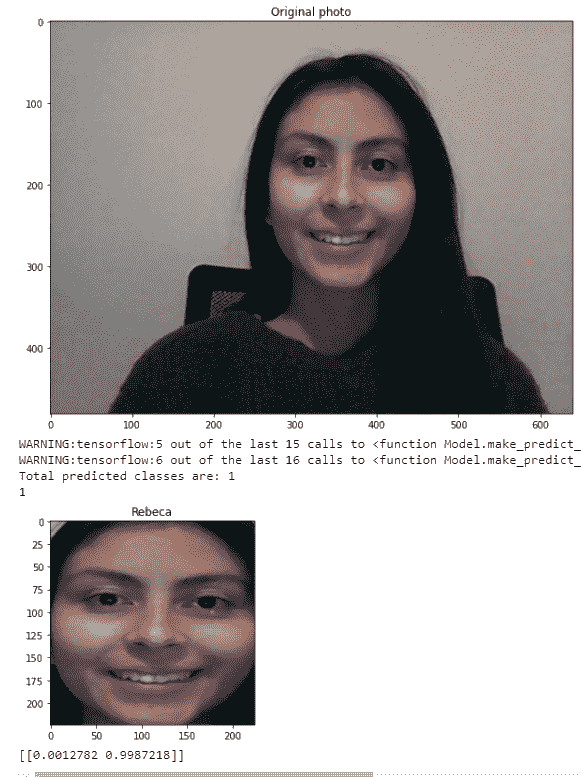 Original photo
0
100
200
300
400
0 100 200 300 400 500 600
WARNING:tensorflow:5 out of the last 15 calls to <function Model.make_predict_
WARNING:tensorflow:6 out of the last 16 calls to <function Model.make_predict_
Total predicted classes are: 1
1
Rebeca
0
25
50
75
100
125
150
175
200
0 50 100 150 200
[[0.0012782 0.9987218]]